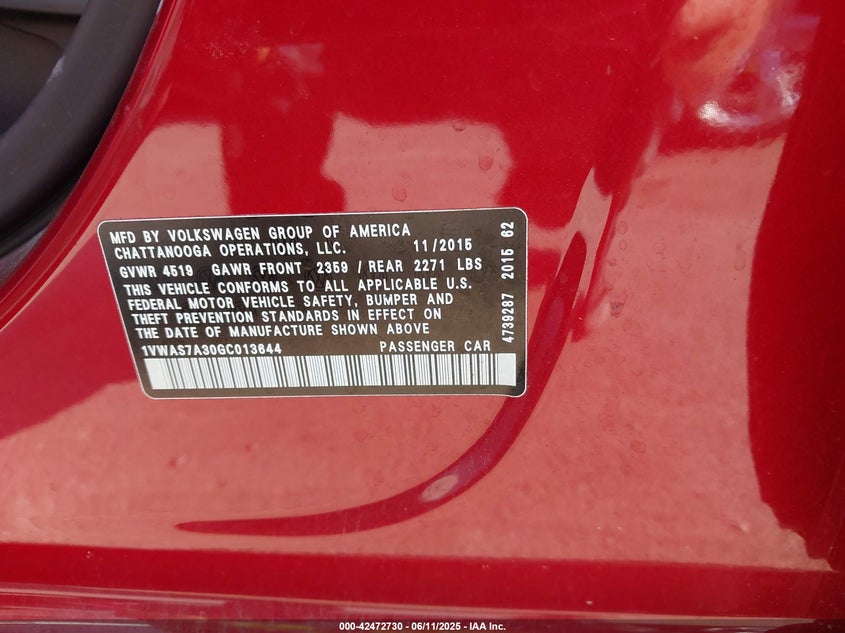 MFD BY VOLKSWAGEN GROUP OF AMERICA
CHATTANOOGA OPERATIONS, LLC. 11/2015
GVWR 4519 GAWR FRONT 2359 / REAR 2271 LBS
THIS VEHICLE CONFORMS TO ALL APPLICABLE U.S.
FEDERAL MOTOR VEHICLE SAFETY, BUMPER AND
THEFT PREVENTION STANDARDS IN EFFECT ON
THE DATE OF MANUFACTURE SHOWN ABOVE
1VWAS7A30GC013644 PASSENGER CAR
4739287 2015 62
000-42472730 - 06/11/2025 - IAA Inc.